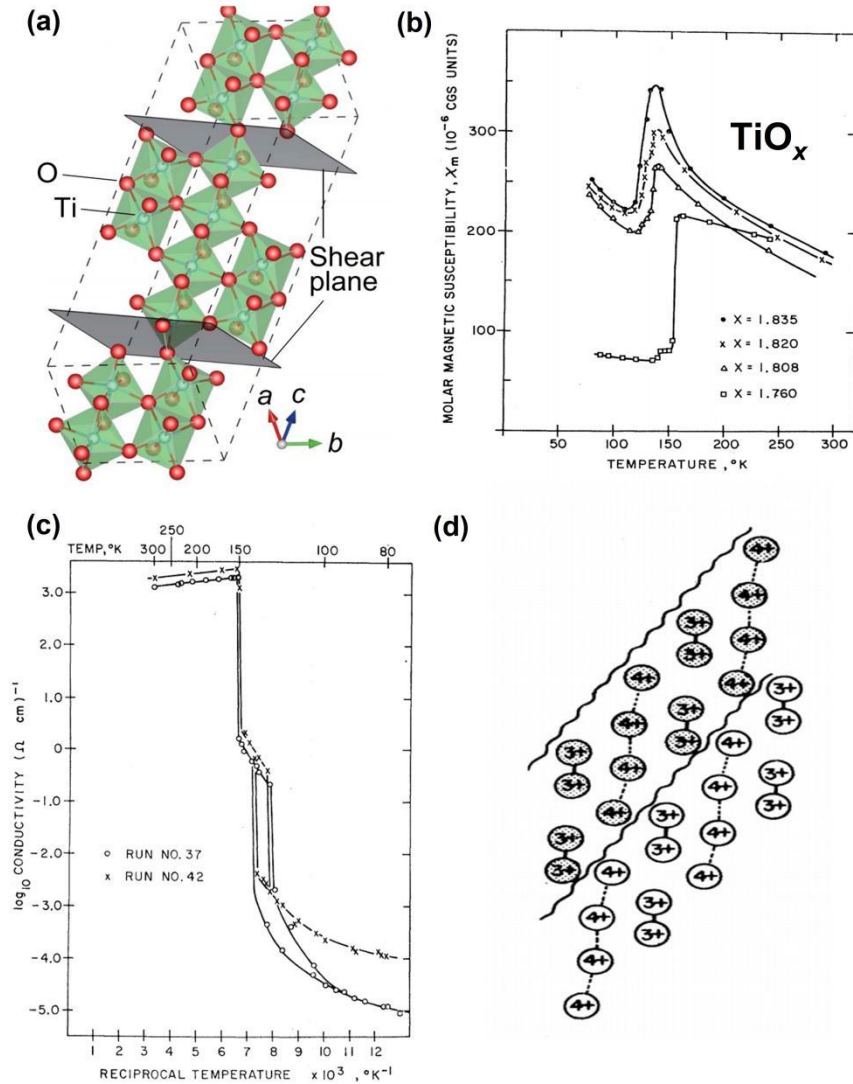 (a)
O
Ti
Shear
plane
a
c
b
(b)
MOLAR MAGNETIC SUSCEPTIBILITY, χm (10⁻⁶ CGS UNITS)
300
200
100
0
TiOx
• X = 1.835
x X = 1.820
△ X = 1.808
□ X = 1.760
50 100 150 200 250 300
TEMPERATURE, °K
(c)
250
TEMP, °K 300 200 150 100 80
log₁₀ CONDUCTIVITY (Ω cm)⁻¹
3.0
0
-1.0
-2.0
-3.0
-4.0
-5.0
○ RUN NO. 37
x RUN NO. 42
1 2 3 4 5 6 7 8 9 10 11 12
RECIPROCAL TEMPERATURE x10³, °K⁻¹
(d)
4+
4+
3+ 4+
3+ 4+ 3+
4+ 3+
4+ 3+ 4+
3+ 4+ 3+ 4+ 3+
3+ 4+ 3+ 4+ 3+
3+ 4+ 3+ 4+
3+ 4+
4+ 3+
4+ 3+
4+